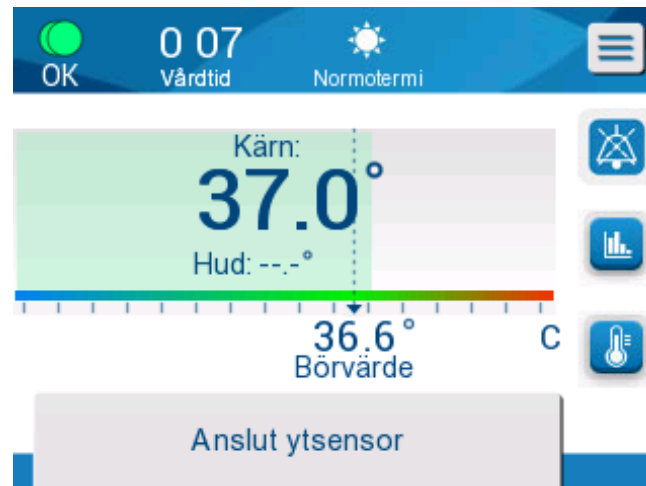 OK
0 07
Vårdtid
Normotermi
Kärn:
37.0°
Hud: --.-°
36.6°
C
Börvärde
Anslut ytsensor